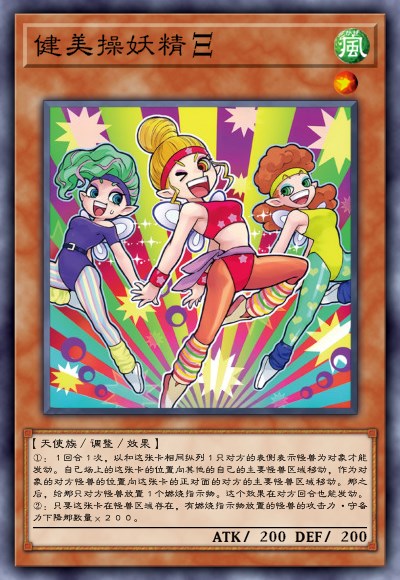 健美操妖精Ξ
風
【天使族／调整／效果】
①：1回合1次，以和这张卡相同纵列1只对方的表侧表示怪兽为对象才能
发动。自己场上的这张卡的位置向其他的自己的主要怪兽区域移动，作为对
象的对方怪兽的位置向这张卡的正对面的对方的主要怪兽区域移动。那之
后，给那只对方怪兽放置1个燃烧指示物。这个效果在对方回合也能发动。
②：只要这张卡在怪兽区域存在，有燃烧指示物放置的怪兽的攻击力·守备
力下降那数量×200。
ATK/ 200 DEF/ 200